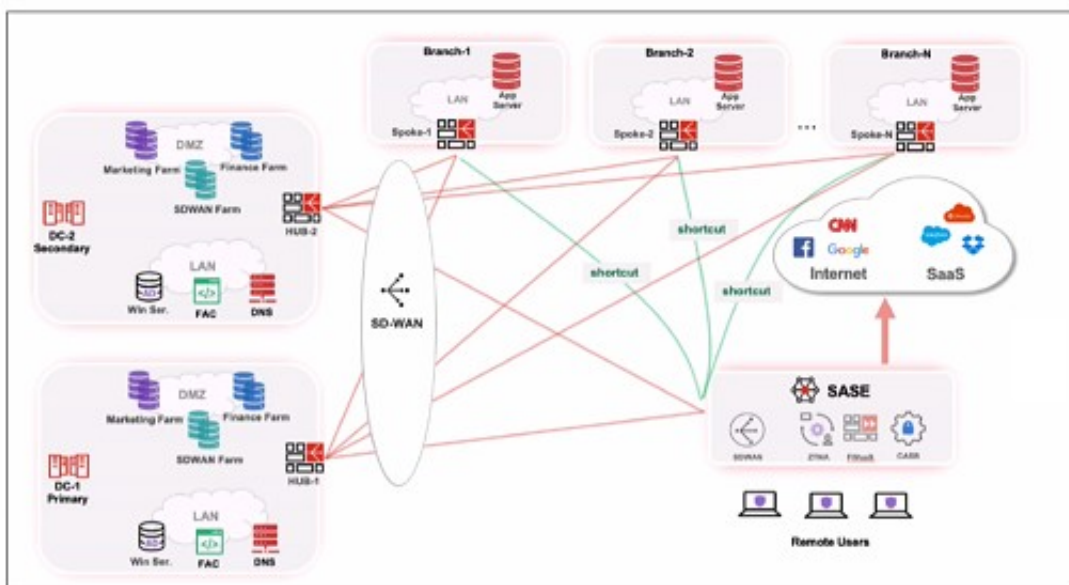 Branch-1
LAN
App
Server
Spoke-1
Branch-2
LAN
App
Server
Spoke-2
...
Branch-N
LAN
App
Server
Spoke-N
DMZ
Marketing Farm
Finance Farm
SDWAN Farm
DC-2
Secondary
HUB-2
LAN
AD
Win Ser.
FAC
DNS
SD-WAN
shortcut
shortcut
shortcut
CNN
Google
Internet
SaaS
DMZ
Marketing Farm
Finance Farm
SDWAN Farm
DC-1
Primary
HUB-1
LAN
AD
Win Ser.
FAC
DNS
SASE
SDWAN
ZTNA
FWaaS
CASB
Remote Users